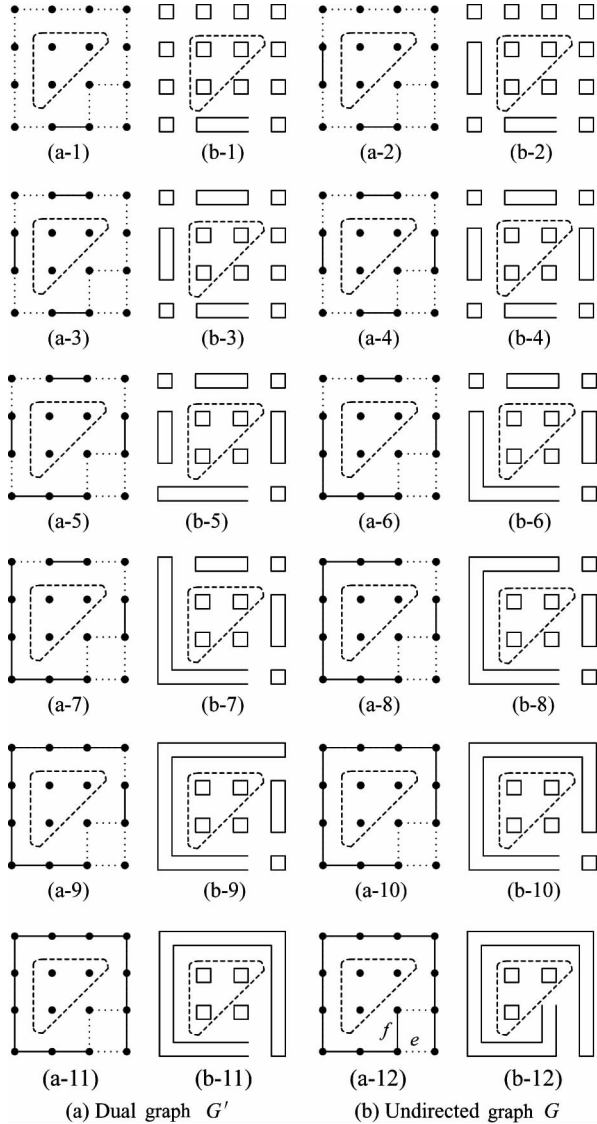 (a-1) (b-1) (a-2) (b-2)
(a-3) (b-3) (a-4) (b-4)
(a-5) (b-5) (a-6) (b-6)
(a-7) (b-7) (a-8) (b-8)
(a-9) (b-9) (a-10) (b-10)
f e
(a-11) (b-11) (a-12) (b-12)
(a) Dual graph G′ (b) Undirected graph G